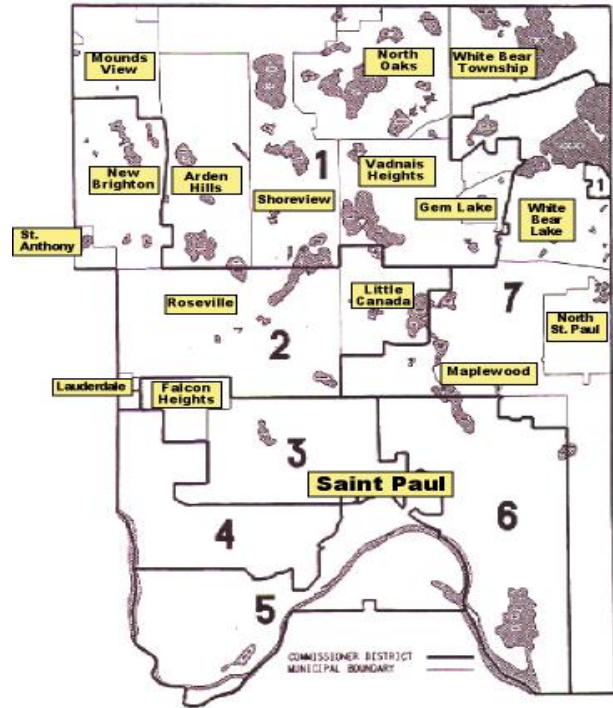 Mounds
View
North
Oaks
White Bear
Township
New
Brighton
Arden
Hills
1
Shoreview
Vadnais
Heights
Gem Lake
1
White
Bear
Lake
St.
Anthony
Roseville
2
Little
Canada
7
North
St. Paul
Maplewood
Lauderdale
Falcon
Heights
3
Saint Paul
4
6
5
COMMISSIONER DISTRICT
MUNICIPAL BOUNDARY